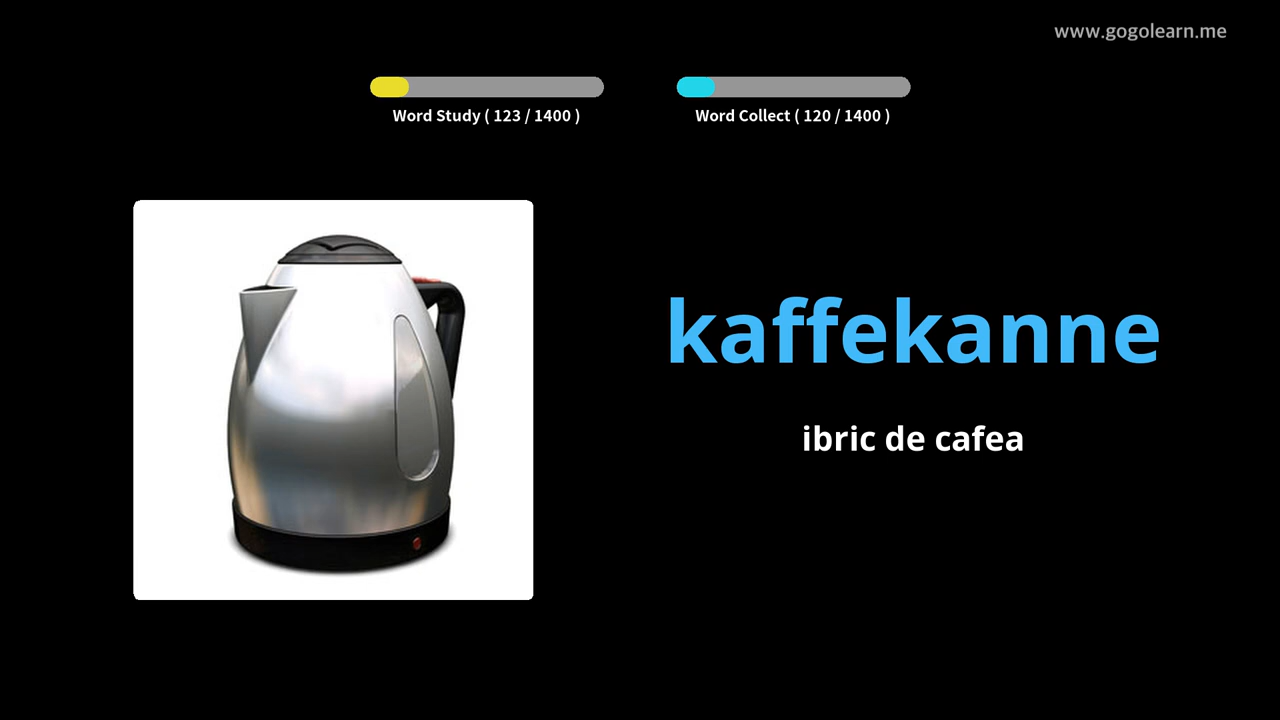 www.gogolearn.me
Word Study ( 123 / 1400 )
Word Collect ( 120 / 1400 )
kaffekanne
ibric de cafea